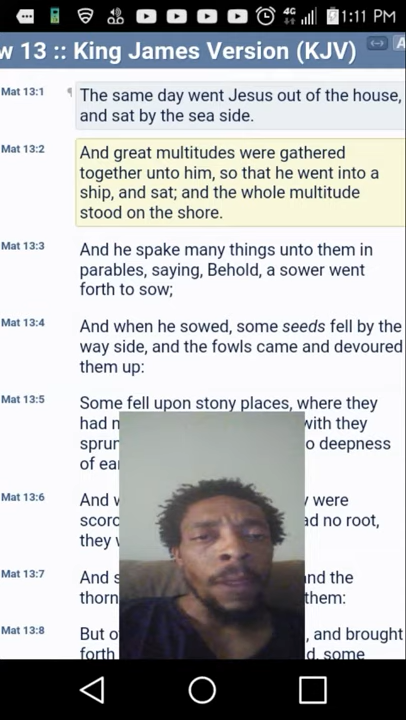 4G 1:11 PM
w 13 :: King James Version (KJV)
Mat 13:1 ¶ The same day went Jesus out of the house,
and sat by the sea side.
Mat 13:2 And great multitudes were gathered
together unto him, so that he went into a
ship, and sat; and the whole multitude
stood on the shore.
Mat 13:3 And he spake many things unto them in
parables, saying, Behold, a sower went
forth to sow;
Mat 13:4 And when he sowed, some seeds fell by the
way side, and the fowls came and devoured
them up:
Mat 13:5 Some fell upon stony places, where they
had with they
sprun deepness
of
Mat 13:6 And were
scorc no root,
they
Mat 13:7 And and the
thorn them:
Mat 13:8 But , and brought
forth some